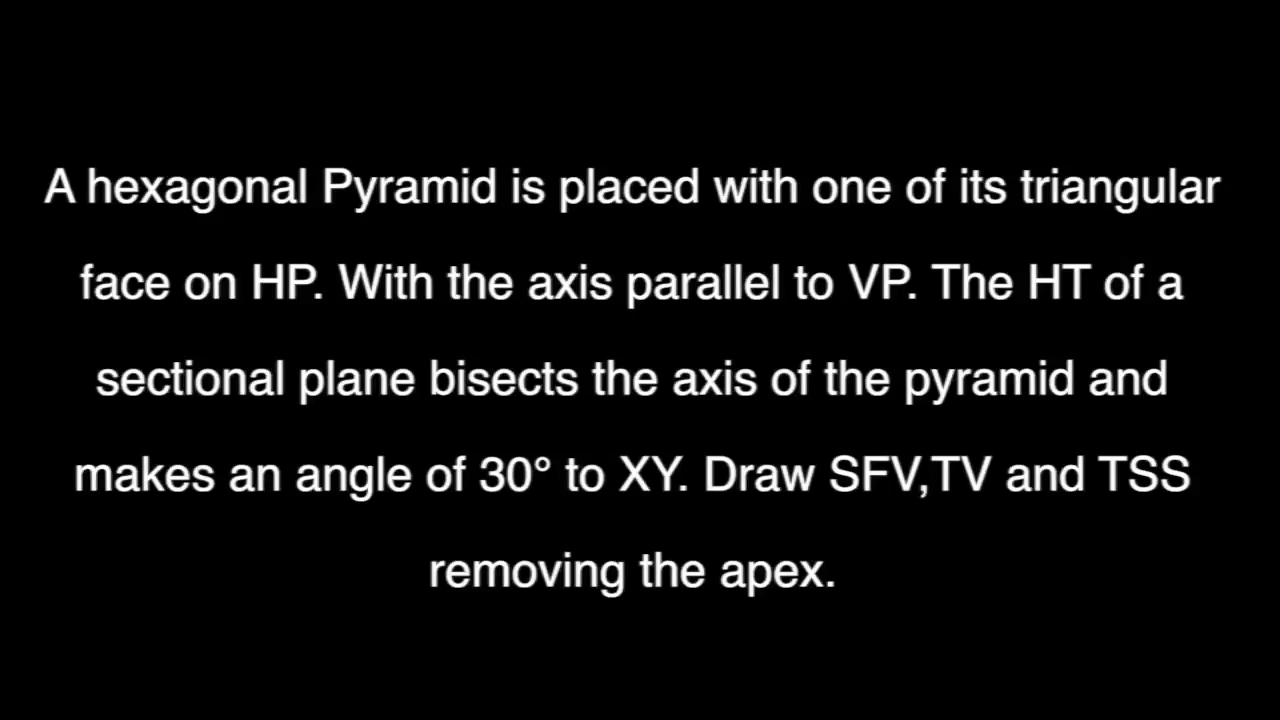 A hexagonal Pyramid is placed with one of its triangular
face on HP. With the axis parallel to VP. The HT of a
sectional plane bisects the axis of the pyramid and
makes an angle of 30° to XY. Draw SFV,TV and TSS
removing the apex.